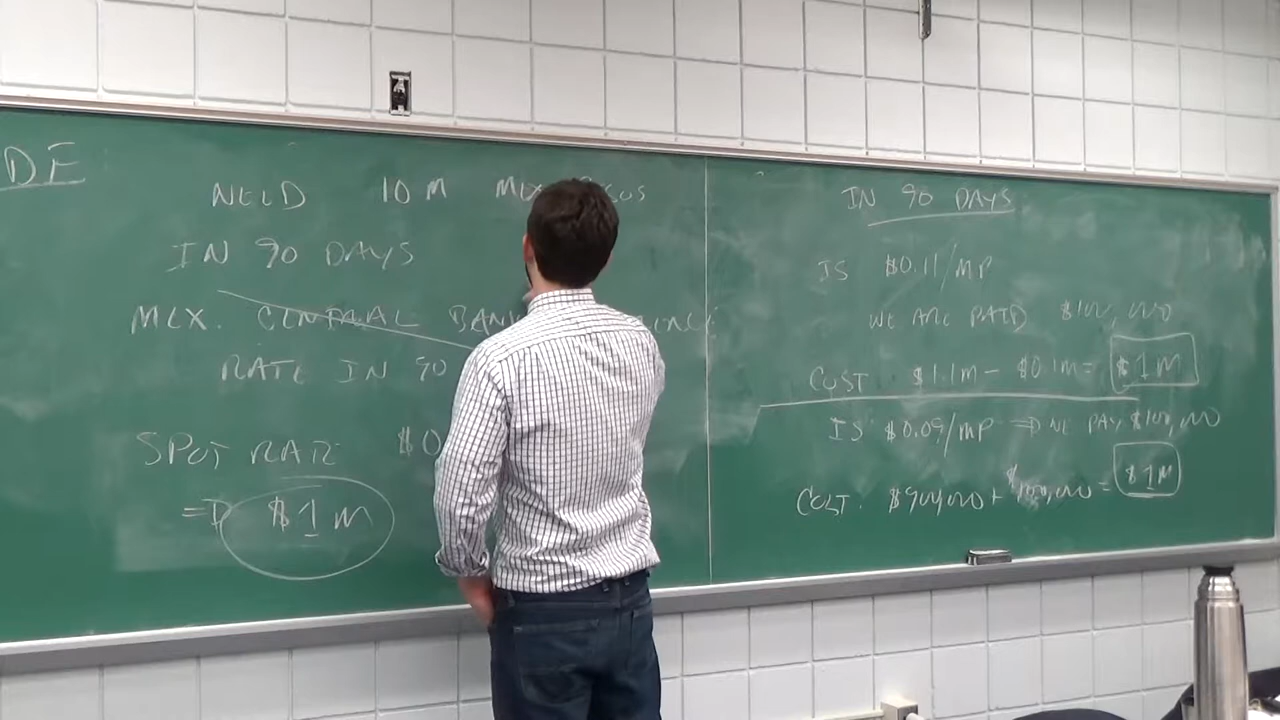 DE
NEED 10 M MEX
IN 90 DAYS
MEX. CENTRAL BANK
RATE IN 90
SPOT RATE $0
=> $1M
IN 90 DAYS
IS $0.11/MP
WE ARE PAID $100,000
COST $1.1M - $0.1M = $1M
IS $0.09/MP => WE PAY $100,000
COST. $900,000 + $100,000 = $1M